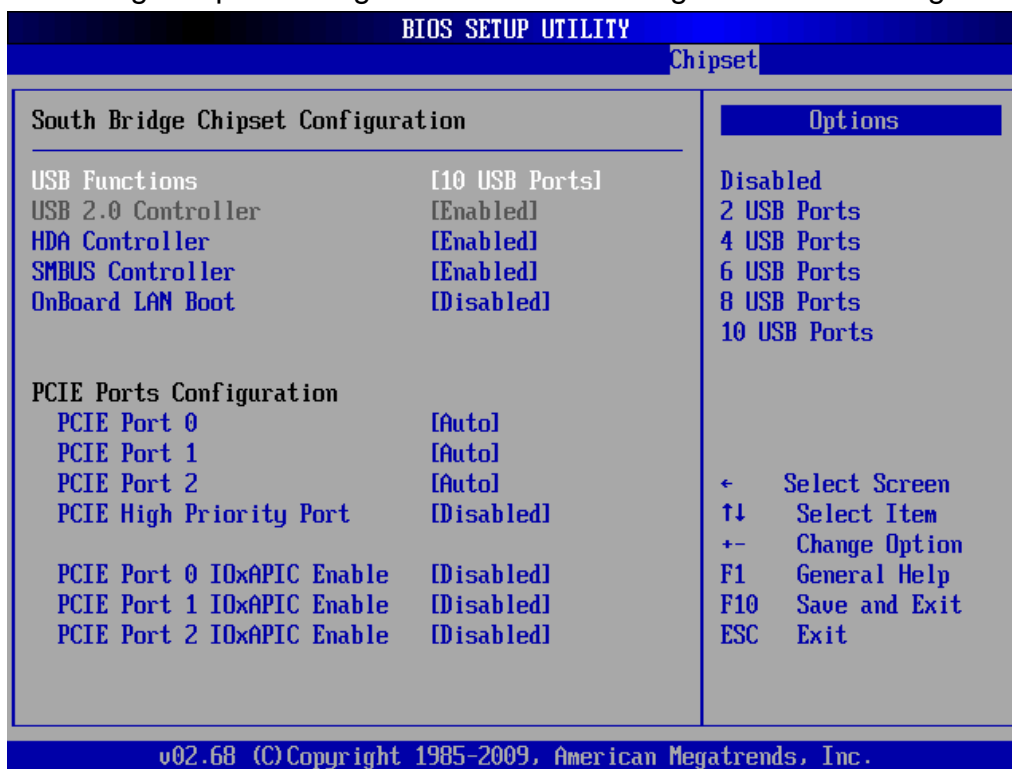 BIOS SETUP UTILITY
Chipset
South Bridge Chipset Configuration
USB Functions [10 USB Ports]
USB 2.0 Controller [Enabled]
HDA Controller [Enabled]
SMBUS Controller [Enabled]
OnBoard LAN Boot [Disabled]
PCIE Ports Configuration
PCIE Port 0 [Auto]
PCIE Port 1 [Auto]
PCIE Port 2 [Auto]
PCIE High Priority Port [Disabled]
PCIE Port 0 IOxAPIC Enable [Disabled]
PCIE Port 1 IOxAPIC Enable [Disabled]
PCIE Port 2 IOxAPIC Enable [Disabled]
Options
Disabled
2 USB Ports
4 USB Ports
6 USB Ports
8 USB Ports
10 USB Ports
← Select Screen
↑↓ Select Item
+- Change Option
F1 General Help
F10 Save and Exit
ESC Exit
v02.68 (C)Copyright 1985-2009, American Megatrends, Inc.